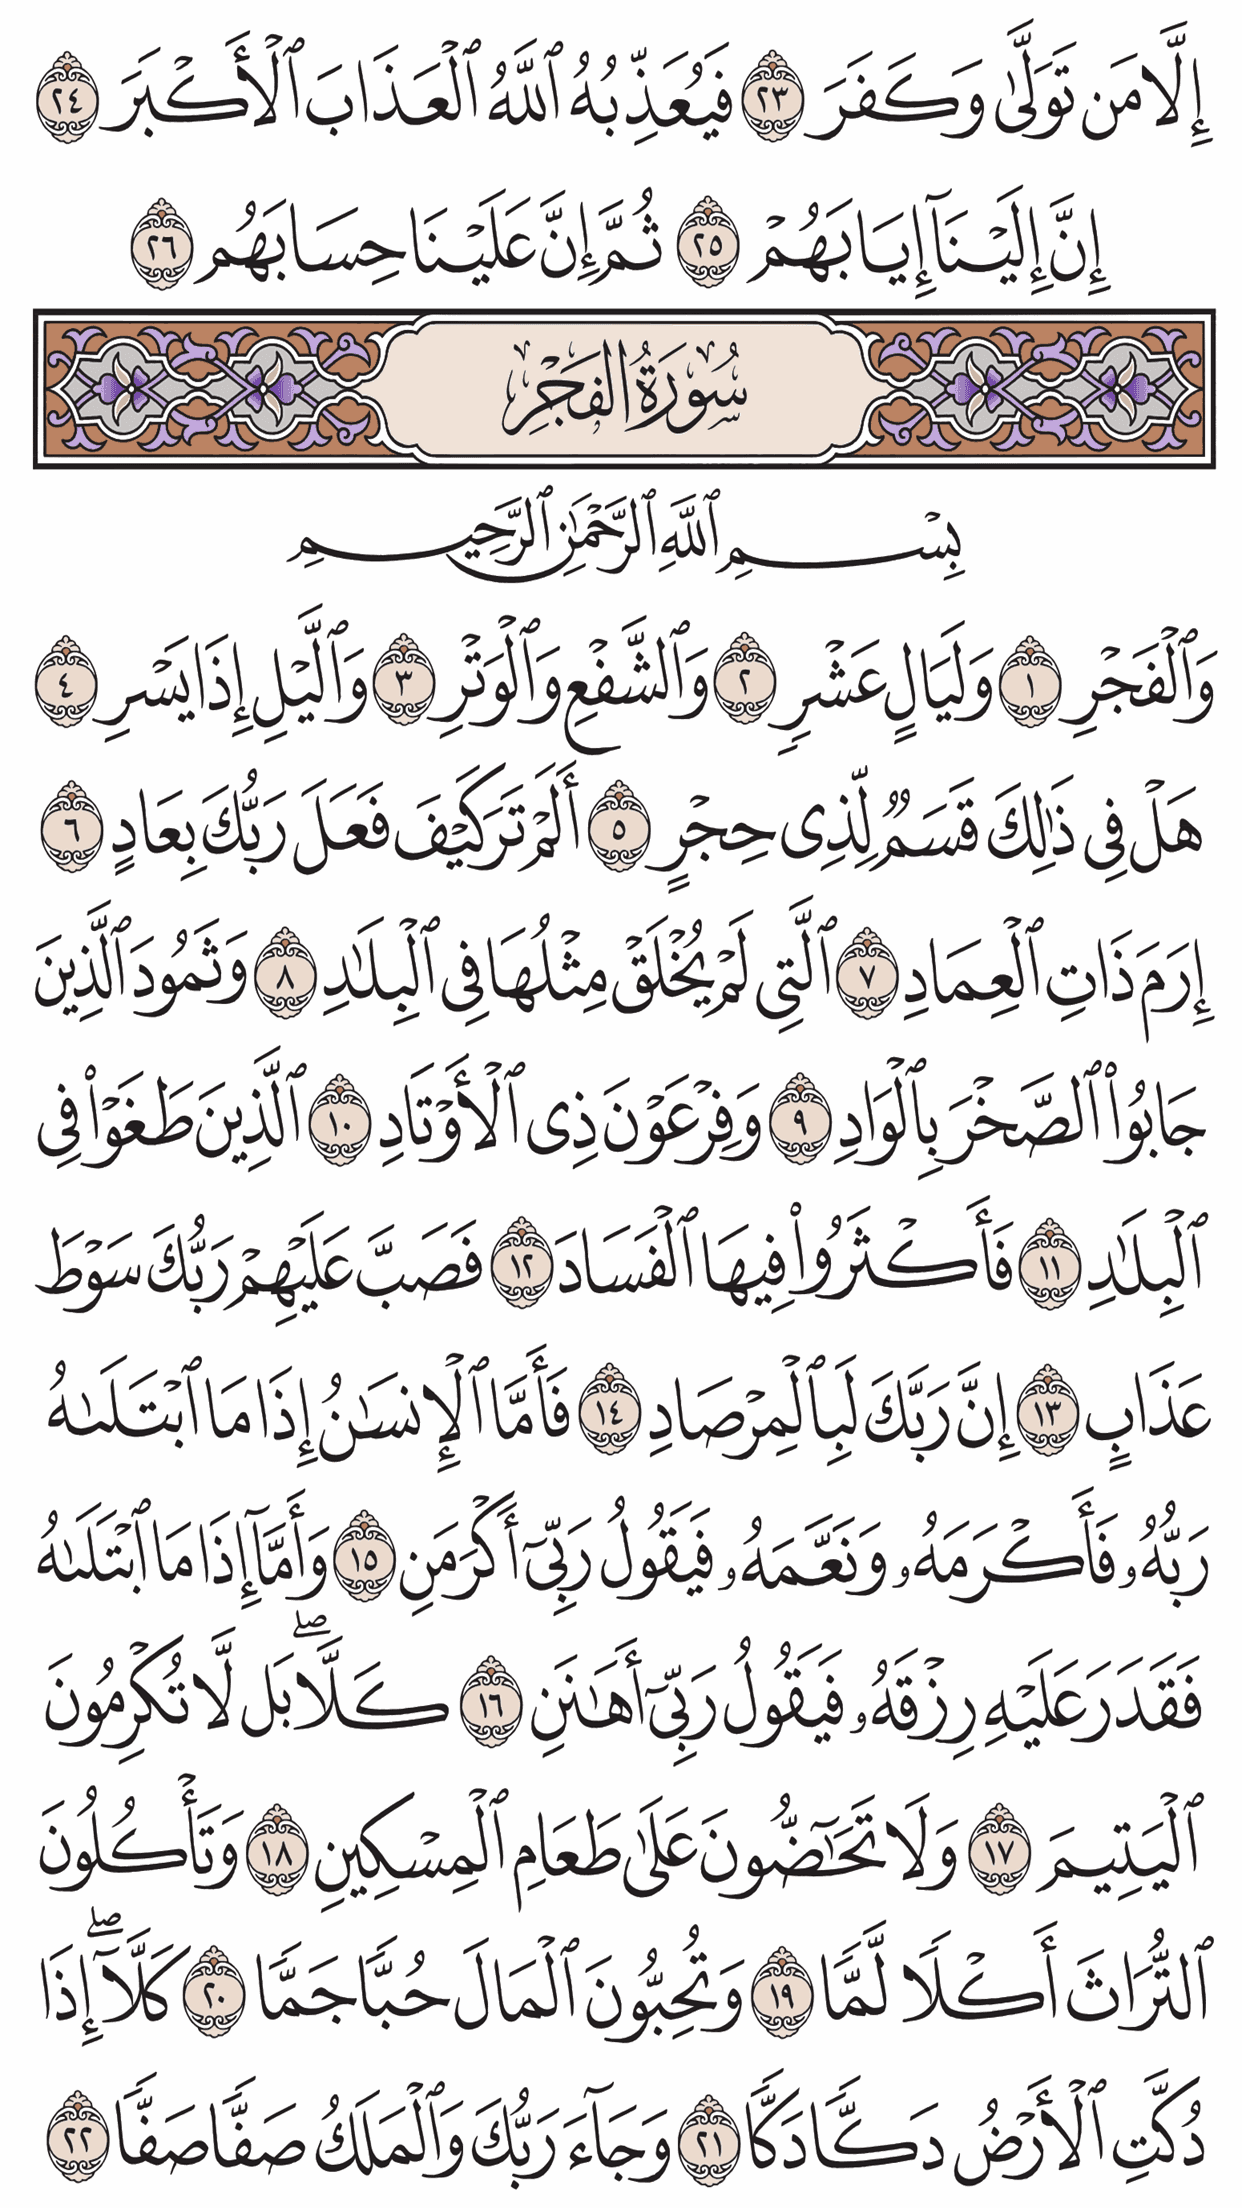 إِلَّا مَن تَوَلَّىٰ وَكَفَرَ ٢٣ فَيُعَذِّبُهُ ٱللَّهُ ٱلْعَذَابَ ٱلْأَكْبَرَ ٢٤
إِنَّ إِلَيْنَآ إِيَابَهُمْ ٢٥ ثُمَّ إِنَّ عَلَيْنَا حِسَابَهُم ٢٦
سُورَةُ الفَجْرِ
بِسْمِ ٱللَّهِ ٱلرَّحْمَٰنِ ٱلرَّحِيمِ
وَٱلْفَجْرِ ١ وَلَيَالٍ عَشْرٍ ٢ وَٱلشَّفْعِ وَٱلْوَتْرِ ٣ وَٱلَّيْلِ إِذَا يَسْرِ ٤
هَلْ فِى ذَٰلِكَ قَسَمٌ لِّذِى حِجْرٍ ٥ أَلَمْ تَرَ كَيْفَ فَعَلَ رَبُّكَ بِعَادٍ ٦
إِرَمَ ذَاتِ ٱلْعِمَادِ ٧ ٱلَّتِى لَمْ يُخْلَقْ مِثْلُهَا فِى ٱلْبِلَٰدِ ٨ وَثَمُودَ ٱلَّذِينَ
جَابُوا۟ ٱلصَّخْرَ بِٱلْوَادِ ٩ وَفِرْعَوْنَ ذِى ٱلْأَوْتَادِ ١٠ ٱلَّذِينَ طَغَوْا۟ فِى
ٱلْبِلَٰدِ ١١ فَأَكْثَرُوا۟ فِيهَا ٱلْفَسَادَ ١٢ فَصَبَّ عَلَيْهِمْ رَبُّكَ سَوْطَ
عَذَابٍ ١٣ إِنَّ رَبَّكَ لَبِٱلْمِرْصَادِ ١٤ فَأَمَّا ٱلْإِنسَٰنُ إِذَا مَا ٱبْتَلَىٰهُ
رَبُّهُۥ فَأَكْرَمَهُۥ وَنَعَّمَهُۥ فَيَقُولُ رَبِّىٓ أَكْرَمَنِ ١٥ وَأَمَّآ إِذَا مَا ٱبْتَلَىٰهُ
فَقَدَرَ عَلَيْهِ رِزْقَهُۥ فَيَقُولُ رَبِّىٓ أَهَٰنَنِ ١٦ كَلَّا ۖ بَل لَّا تُكْرِمُونَ
ٱلْيَتِيمَ ١٧ وَلَا تَحَٰٓضُّونَ عَلَىٰ طَعَامِ ٱلْمِسْكِينِ ١٨ وَتَأْكُلُونَ
ٱلتُّرَاثَ أَكْلًا لَّمًّا ١٩ وَتُحِبُّونَ ٱلْمَالَ حُبًّا جَمًّا ٢٠ كَلَّآ ۖ إِذَا
دُكَّتِ ٱلْأَرْضُ دَكًّا دَكًّا ٢١ وَجَآءَ رَبُّكَ وَٱلْمَلَكُ صَفًّا صَفًّا ٢٢